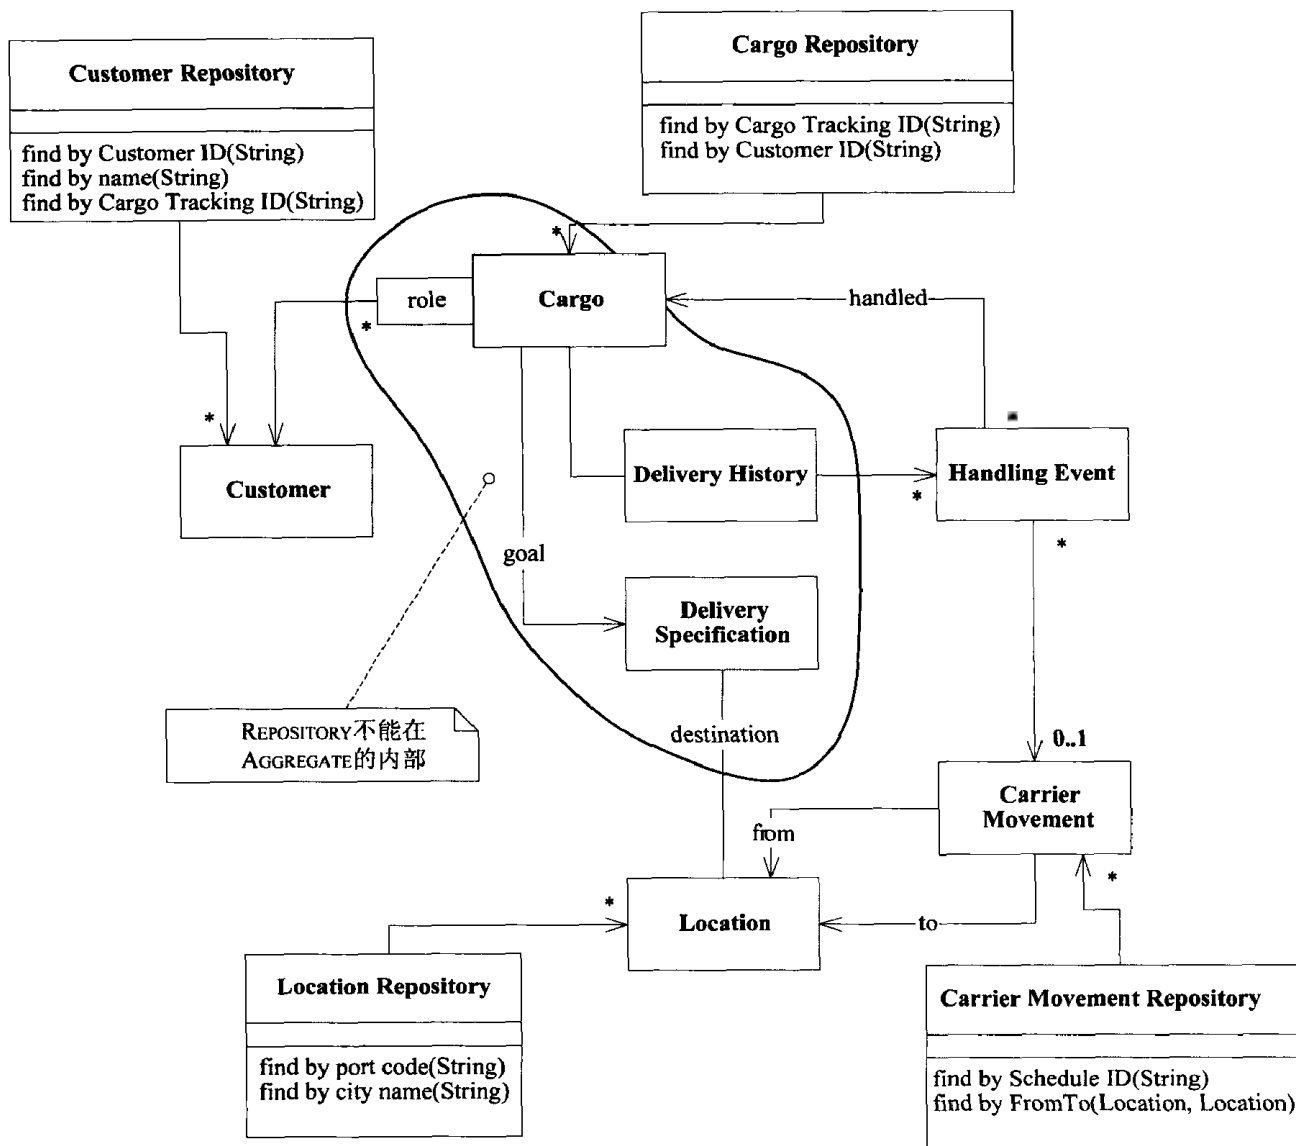 Cargo Repository
find by Cargo Tracking ID(String)
find by Customer ID(String)
Customer Repository
find by Customer ID(String)
find by name(String)
find by Cargo Tracking ID(String)
*
role
Cargo
handled
*
*
*
Customer
Delivery History
*
Handling Event
*
goal
Delivery
Specification
REPOSITORY不能在
AGGREGATE的内部
destination
0..1
Carrier
Movement
from
*
*
Location
to
Location Repository
find by port code(String)
find by city name(String)
Carrier Movement Repository
find by Schedule ID(String)
find by FromTo(Location, Location)